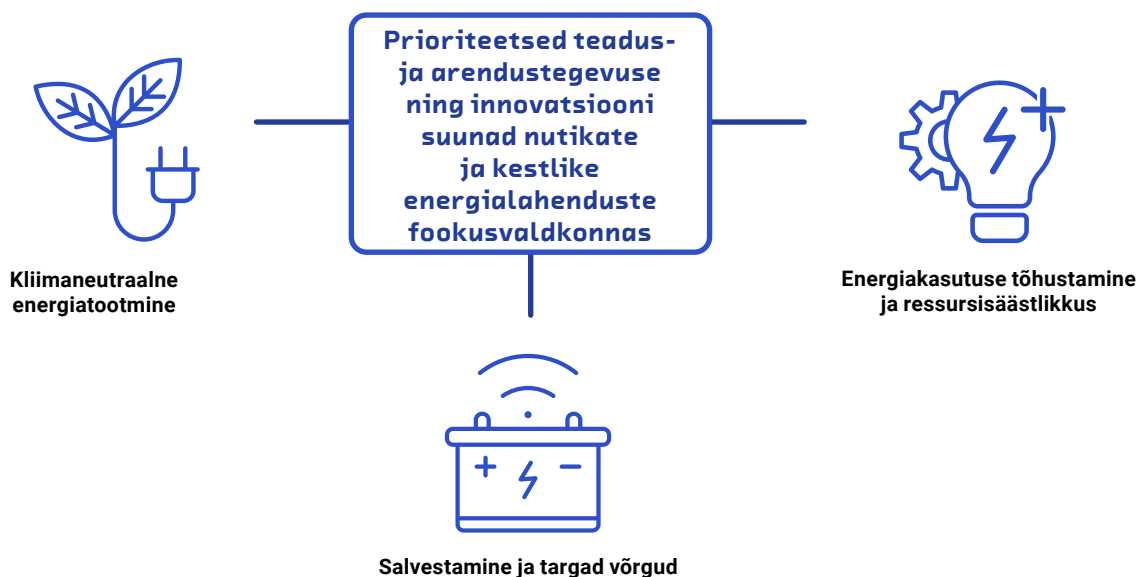 Prioriteetsed teadus-
ja arendustegevuse
ning innovatsiooni
suunad nutikate
ja kestlike
energialahenduste
fookusvaldkonnas
Kliimaneutraalne
energiatootmine
Energiakasutuse tõhustamine
ja ressursisäästlikkus
Salvestamine ja targad võrgud